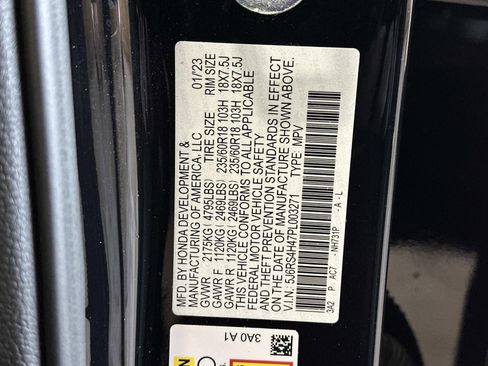 MFD. BY HONDA DEVELOPMENT & 01/'23
MANUFACTURING OF AMERICA, LLC
TIRE SIZE RIM SIZE
GVWR 2175KG( 4795LBS)
GAWR F 1120KG( 2469LBS) 235/60R18 103H 18X7.5J
GAWR R 1120KG( 2469LBS) 235/60R18 103H 18X7.5J
THIS VEHICLE CONFORMS TO ALL APPLICABLE
FEDERAL MOTOR VEHICLE SAFETY
AND THEFT PREVENTION STANDARDS IN EFFECT
ON THE DATE OF MANUFACTURE SHOWN ABOVE.
V.I.N: 5J6RS4H47PL003271 TYPE: MPV
3A2 P AC7 - NH731P - A - L
3A0 A1